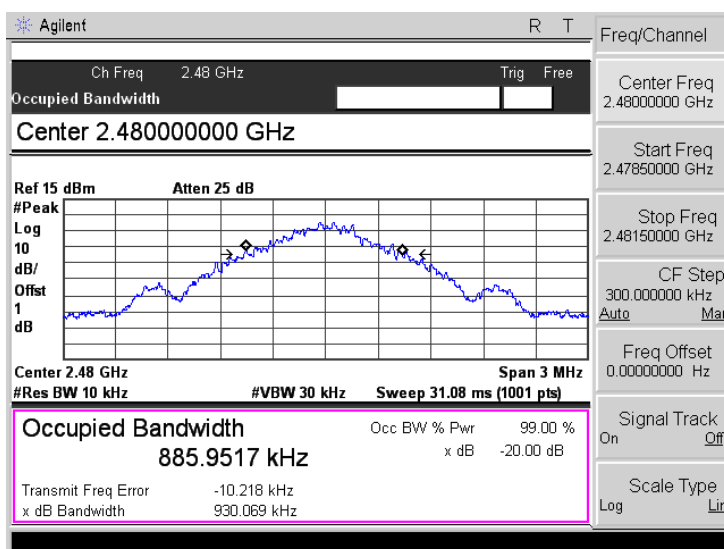 Agilent
R T
Ch Freq 2.48 GHz Trig Free
Occupied Bandwidth
Center 2.480000000 GHz
Ref 15 dBm Atten 25 dB
#Peak
Log
10
dB/
Offst
1
dB
Center 2.48 GHz Span 3 MHz
#Res BW 10 kHz #VBW 30 kHz Sweep 31.08 ms (1001 pts)
Occupied Bandwidth
885.9517 kHz
Occ BW % Pwr 99.00 %
x dB -20.00 dB
Transmit Freq Error -10.218 kHz
x dB Bandwidth 930.069 kHz
Freq/Channel
Center Freq
2.48000000 GHz
Start Freq
2.47850000 GHz
Stop Freq
2.48150000 GHz
CF Step
300.000000 kHz
Auto Man
Freq Offset
0.00000000 Hz
Signal Track
On Off
Scale Type
Log Lin